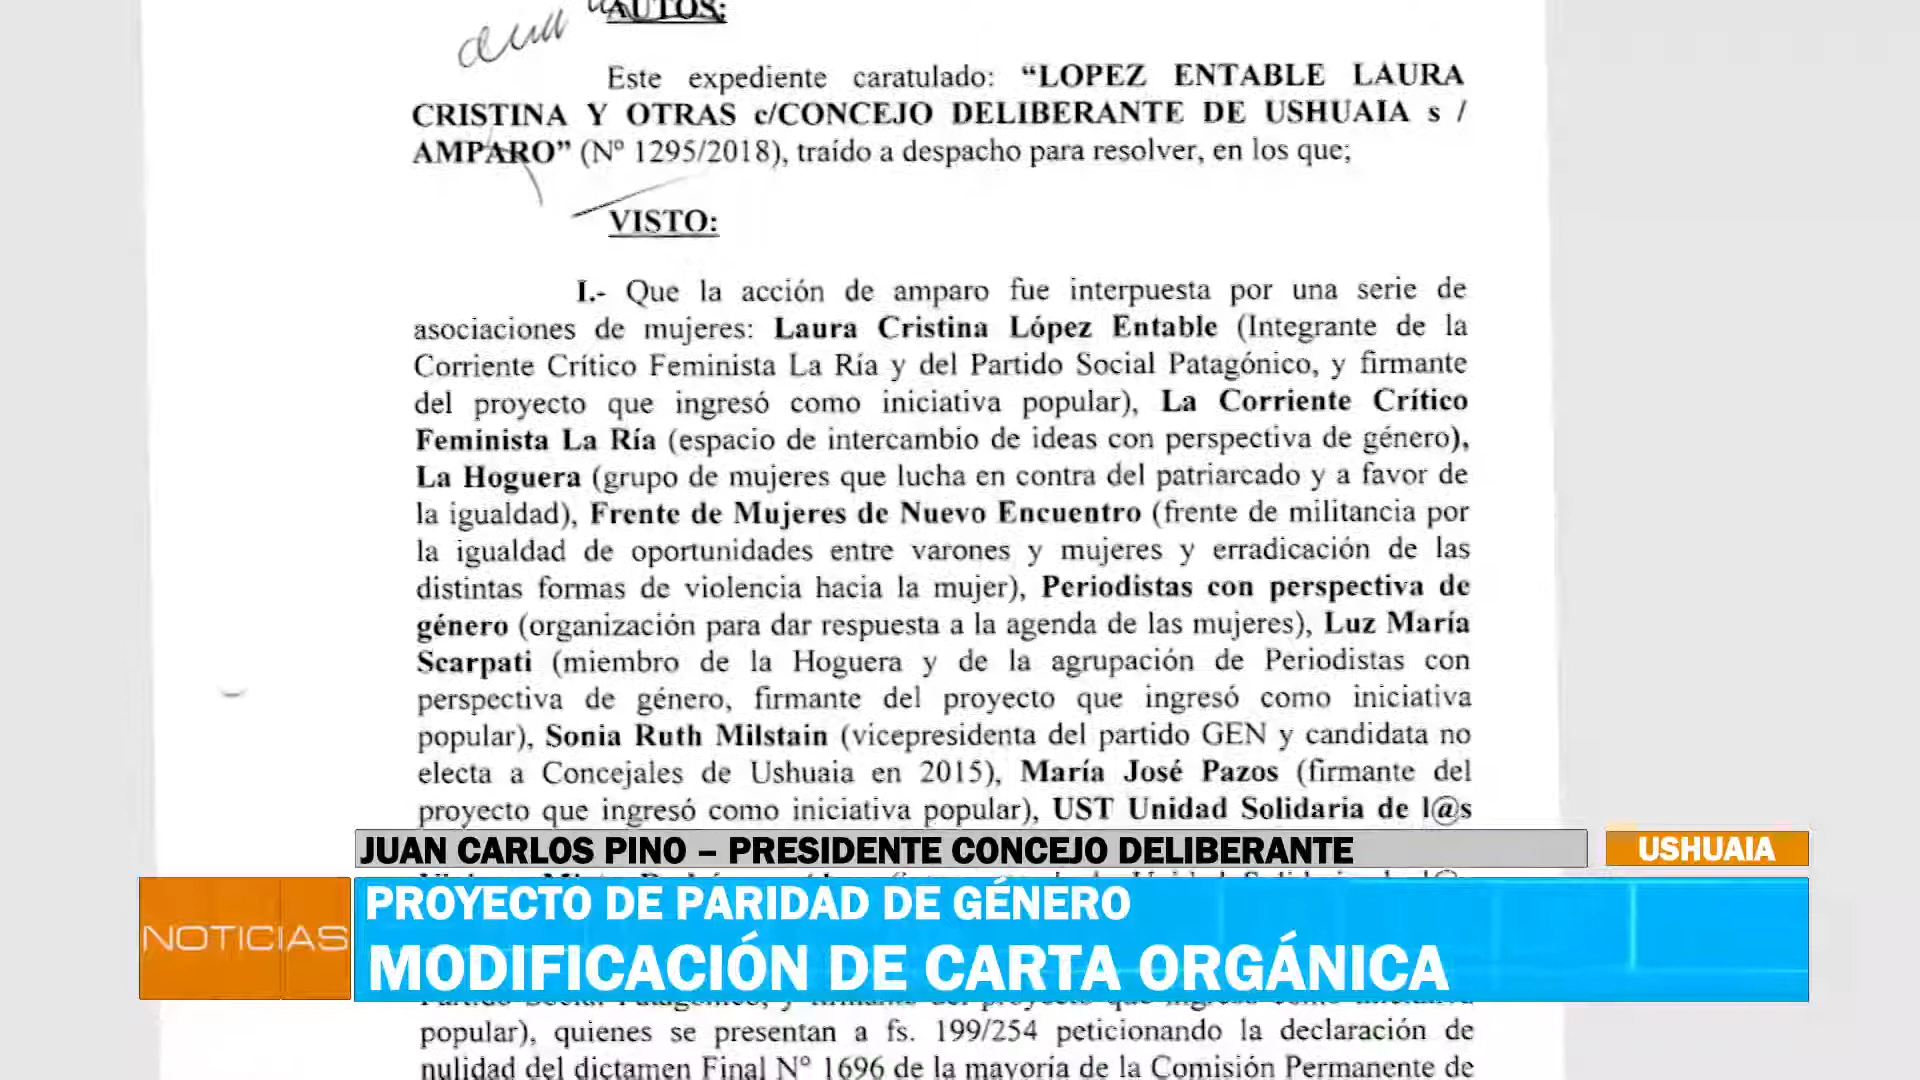 AUTOS:
Este expediente caratulado: “LOPEZ ENTABLE LAURA
CRISTINA Y OTRAS c/CONCEJO DELIBERANTE DE USHUAIA s /
AMPARO” (Nº 1295/2018), traído a despacho para resolver, en los que;
VISTO:
I.- Que la acción de amparo fue interpuesta por una serie de
asociaciones de mujeres: Laura Cristina López Entable (Integrante de la
Corriente Crítico Feminista La Ría y del Partido Social Patagónico, y firmante
del proyecto que ingresó como iniciativa popular), La Corriente Crítico
Feminista La Ría (espacio de intercambio de ideas con perspectiva de género),
La Hoguera (grupo de mujeres que lucha en contra del patriarcado y a favor de
la igualdad), Frente de Mujeres de Nuevo Encuentro (frente de militancia por
la igualdad de oportunidades entre varones y mujeres y erradicación de las
distintas formas de violencia hacia la mujer), Periodistas con perspectiva de
género (organización para dar respuesta a la agenda de las mujeres), Luz María
Scarpati (miembro de la Hoguera y de la agrupación de Periodistas con
perspectiva de género, firmante del proyecto que ingresó como iniciativa
popular), Sonia Ruth Milstain (vicepresidenta del partido GEN y candidata no
electa a Concejales de Ushuaia en 2015), María José Pazos (firmante del
proyecto que ingresó como iniciativa popular), UST Unidad Solidaria de l@s
JUAN CARLOS PINO – PRESIDENTE CONCEJO DELIBERANTE
USHUAIA
NOTICIAS
PROYECTO DE PARIDAD DE GÉNERO
MODIFICACIÓN DE CARTA ORGÁNICA
popular), quienes se presentan a fs. 199/254 peticionando la declaración de
nulidad del dictamen Final Nº 1696 de la mayoría de la Comisión Permanente de